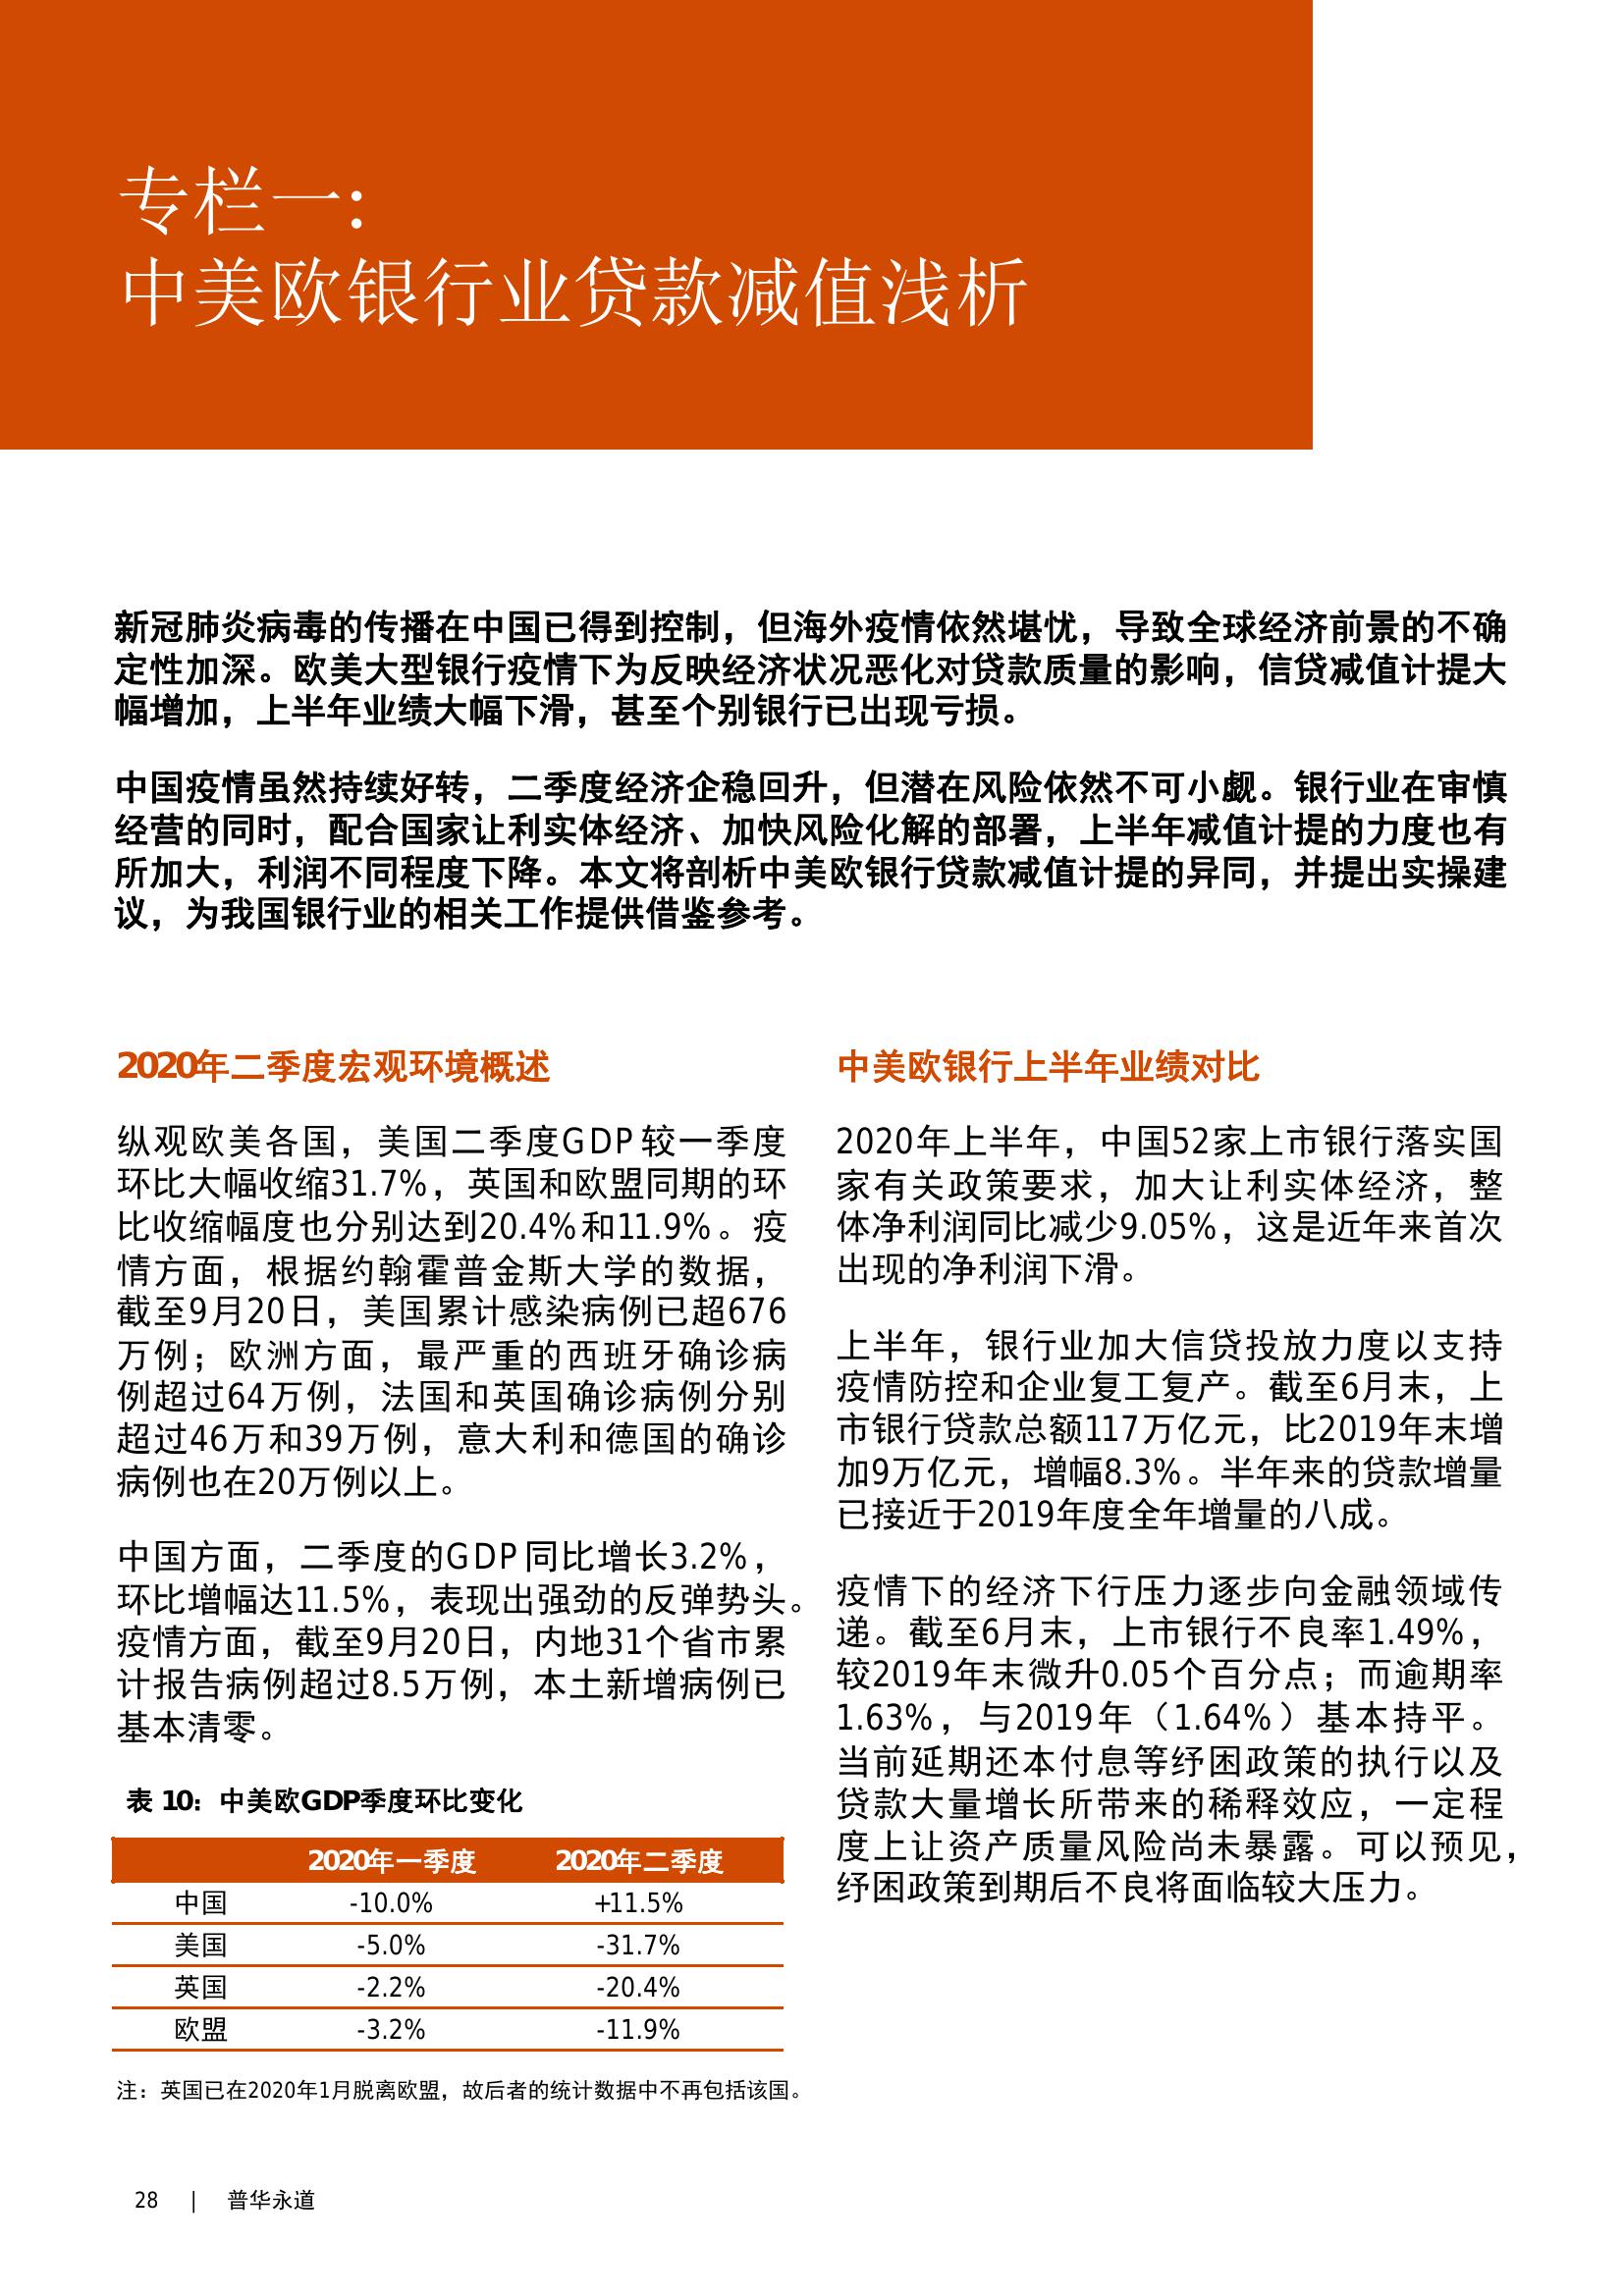 专栏一:
中美欧银行业贷款减值浅析
新冠肺炎病毒的传播在中国已得到控制，但海外疫情依然堪忧，导致全球经济前景的不确
定性加深。欧美大型银行疫情下为反映经济状况恶化对贷款质量的影响，信贷减值计提大
幅增加，上半年业绩大幅下滑，甚至个别银行已出现亏损。
中国疫情虽然持续好转，二季度经济企稳回升，但潜在风险依然不可小觑。银行业在审慎
经营的同时，配合国家让利实体经济、加快风险化解的部署，上半年减值计提的力度也有
所加大，利润不同程度下降。本文将剖析中美欧银行贷款减值计提的异同，并提出实操建
议，为我国银行业的相关工作提供借鉴参考。
2020年二季度宏观环境概述
纵观欧美各国，美国二季度GDP较一季度
环比大幅收缩31.7%，英国和欧盟同期的环
比收缩幅度也分别达到20.4%和11.9%。疫
情方面，根据约翰霍普金斯大学的数据，
截至9月20日，美国累计感染病例已超676
万例；欧洲方面，最严重的西班牙确诊病
例超过64万例，法国和英国确诊病例分别
超过46万和39万例，意大利和德国的确诊
病例也在20万例以上。
中国方面，二季度的GDP同比增长3.2%，
环比增幅达11.5%，表现出强劲的反弹势头。
疫情方面，截至9月20日，内地31个省市累
计报告病例超过8.5万例，本土新增病例已
基本清零。
表 10：中美欧GDP季度环比变化
2020年一季度 2020年二季度
中国 -10.0% +11.5%
美国 -5.0% -31.7%
英国 -2.2% -20.4%
欧盟 -3.2% -11.9%
注：英国已在2020年1月脱离欧盟，故后者的统计数据中不再包括该国。
中美欧银行上半年业绩对比
2020年上半年，中国52家上市银行落实国
家有关政策要求，加大让利实体经济，整
体净利润同比减少9.05%，这是近年来首次
出现的净利润下滑。
上半年，银行业加大信贷投放力度以支持
疫情防控和企业复工复产。截至6月末，上
市银行贷款总额117万亿元，比2019年末增
加9万亿元，增幅8.3%。半年来的贷款增量
已接近于2019年度全年增量的八成。
疫情下的经济下行压力逐步向金融领域传
递。截至6月末，上市银行不良率1.49%，
较2019年末微升0.05个百分点；而逾期率
1.63%，与2019年（1.64%）基本持平。
当前延期还本付息等纾困政策的执行以及
贷款大量增长所带来的稀释效应，一定程
度上让资产质量风险尚未暴露。可以预见，
纾困政策到期后不良将面临较大压力。
28 | 普华永道